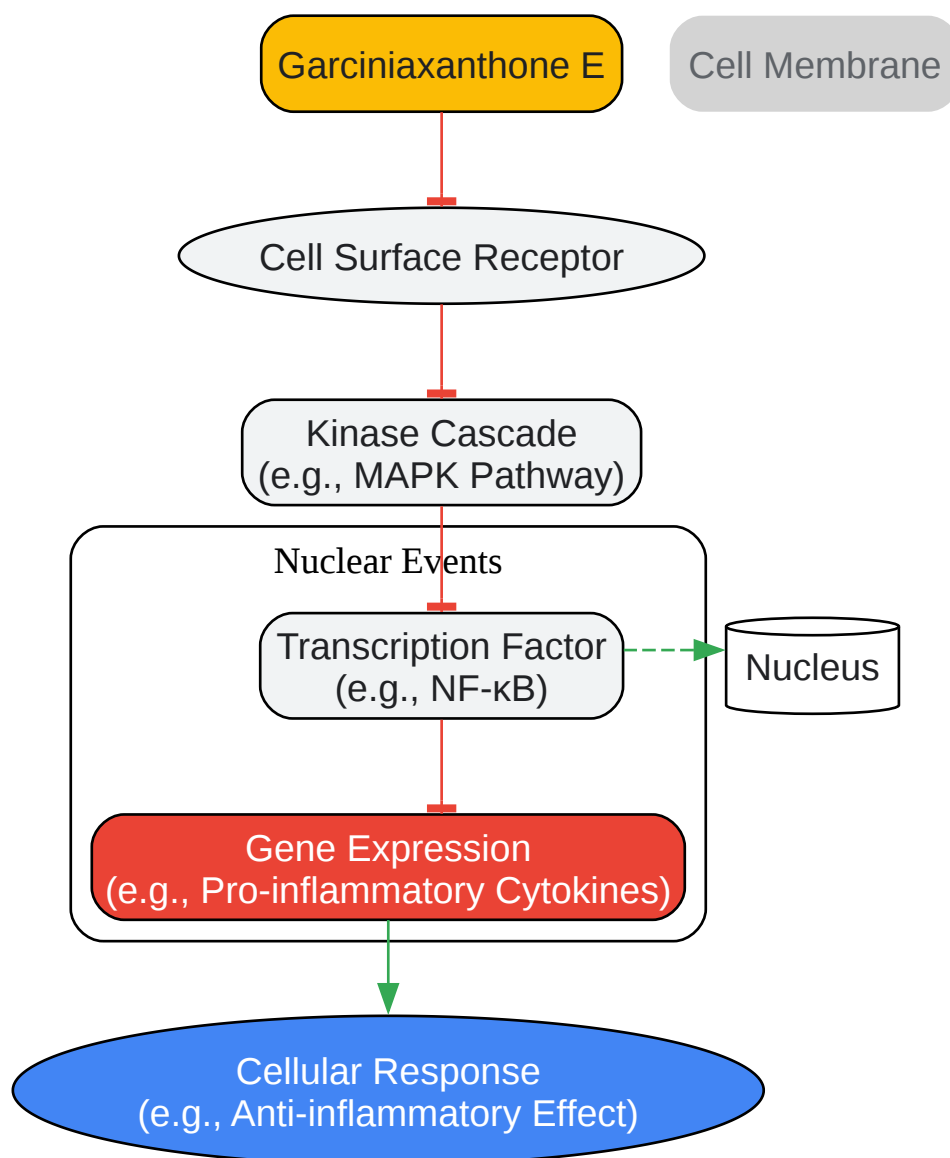 Garciniaxanthone E
Cell Membrane
Cell Surface Receptor
Kinase Cascade
(e.g., MAPK Pathway)
Nuclear Events
Transcription Factor
(e.g., NF-κB)
Nucleus
Gene Expression
(e.g., Pro-inflammatory Cytokines)
Cellular Response
(e.g., Anti-inflammatory Effect)